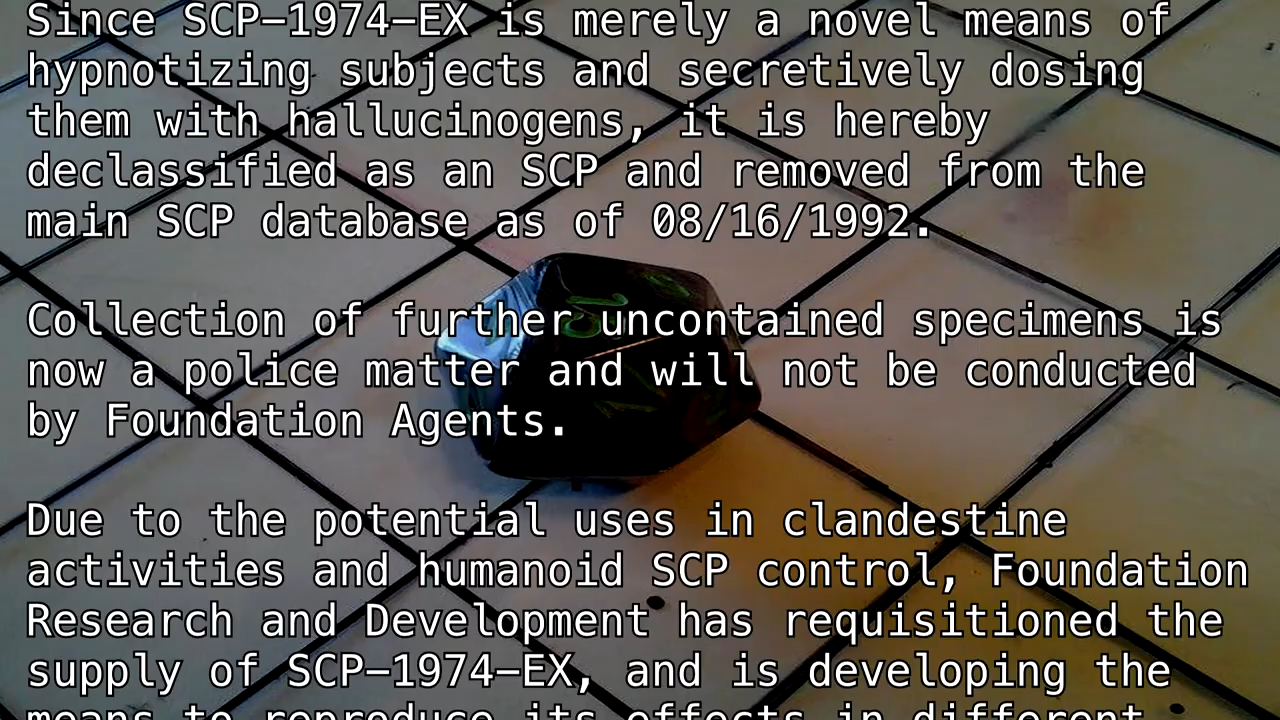 Since SCP–1974–EX is merely a novel means of
hypnotizing subjects and secretively dosing
them with hallucinogens, it is hereby
declassified as an SCP and removed from the
main SCP database as of 08/16/1992.
Collection of further uncontained specimens is
now a police matter and will not be conducted
by Foundation Agents.
Due to the potential uses in clandestine
activities and humanoid SCP control, Foundation
Research and Development has requisitioned the
supply of SCP–1974–EX, and is developing the
means to reproduce its effects in different